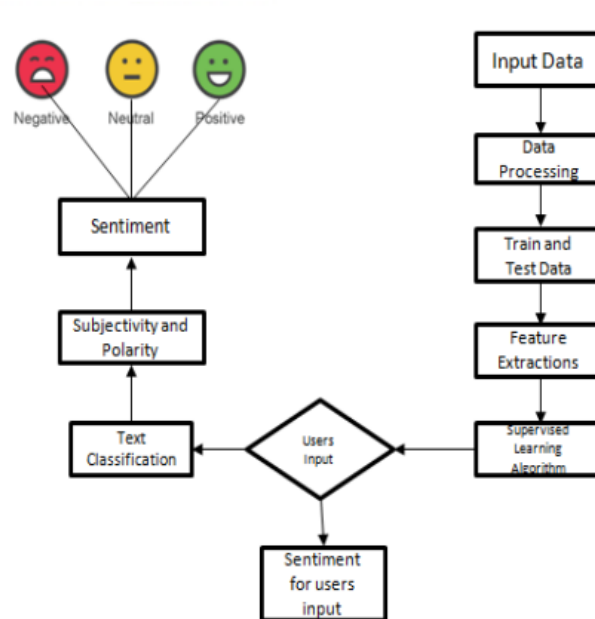 Negative
Neutral
Positive
Input Data
Data
Processing
Sentiment
Train and
Test Data
Subjectivity and
Polarity
Feature
Extractions
Text
Classification
Users
Input
Supervised
Learning
Algorithm
Sentiment
for users
input